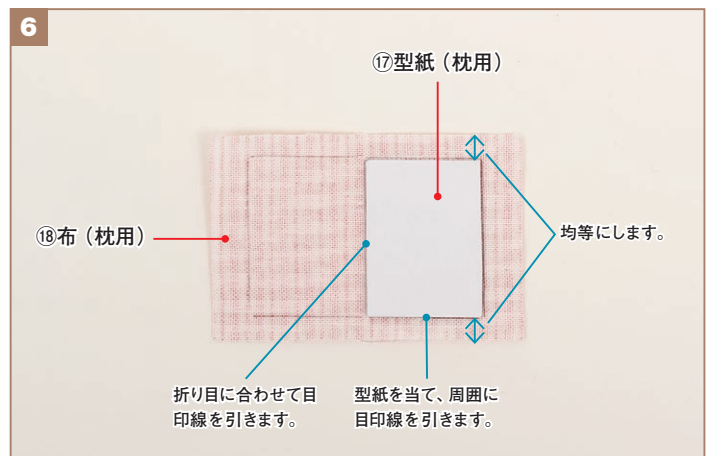 6
⑰型紙（枕用）
⑱布（枕用）
均等にします。
折り目に合わせて目
印線を引きます。
型紙を当て、周囲に
目印線を引きます。